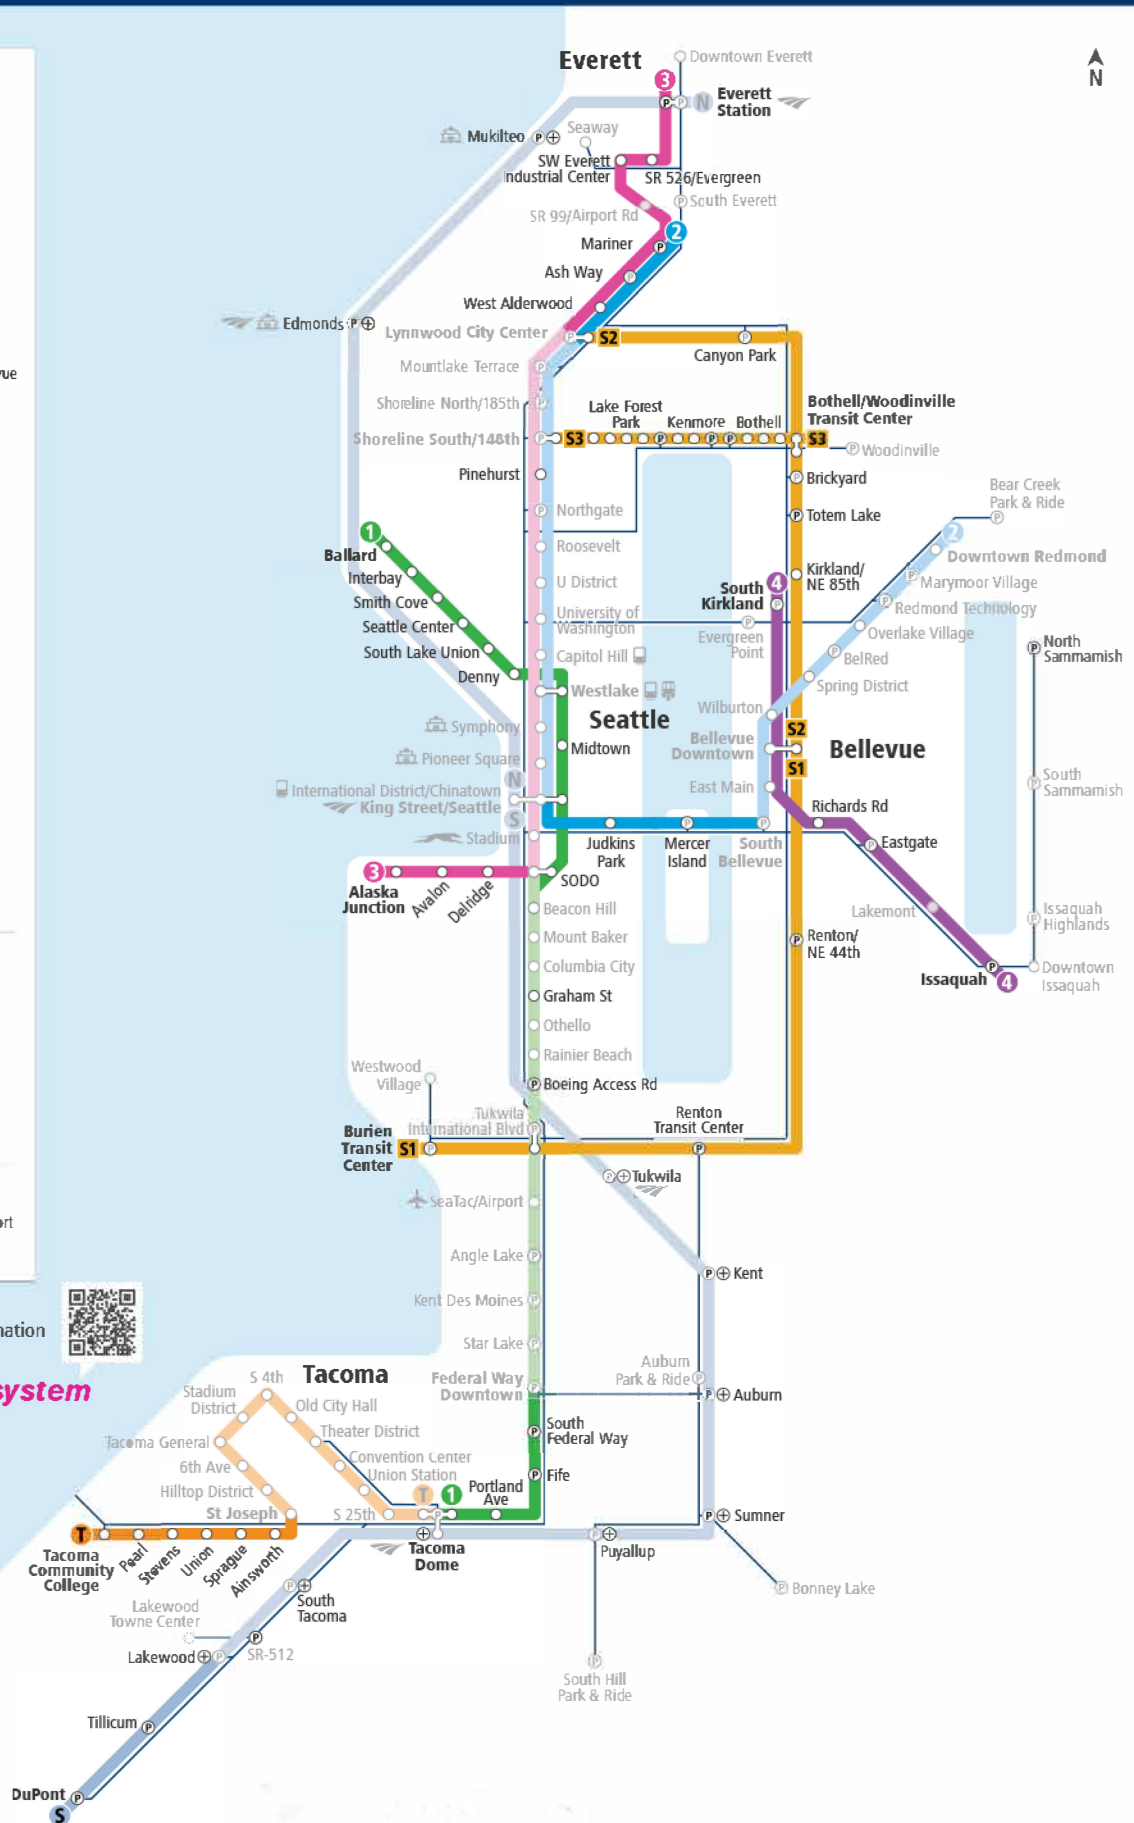 Everett
Downtown Everett
3
N
P
P
N
Everett
Station
Mukilteo
P
Seaway
SW Everett
Industrial Center
SR 526/Evergreen
P
South Everett
SR 99/Airport Rd
2
Mariner
P
Ash Way
P
West Alderwood
Edmonds
P
Lynnwood City Center
P
S2
Canyon Park
P
Mountlake Terrace
P
vue
Shoreline North/185th
P
Lake Forest
Park
Kenmore
Bothell
Bothell/Woodinville
Transit Center
Shoreline South/148th
P
S3
P
P
P
S3
P
Woodinville
Pinehurst
P
Brickyard
Bear Creek
Park & Ride
P
Northgate
P
P
Totem Lake
1
Ballard
Roosevelt
2
Downtown Redmond
Interbay
U District
South
Kirkland
4
Kirkland/
NE 85th
P
Marymoor Village
Smith Cove
P
P
Redmond Technology
Seattle Center
University of
Washington
Evergreen
Point
P
Overlake Village
South Lake Union
Capitol Hill
P
BelRed
P
North
Sammamish
Denny
Westlake
Spring District
Wilburton
Symphony
Seattle
S2
Midtown
Bellevue
Downtown
Bellevue
Pioneer Square
S1
N
International District/Chinatown
King Street/Seattle
East Main
P
South
Sammamish
S
Richards Rd
Stadium
Judkins
Park
P
Mercer
Island
P
South
Bellevue
P
Eastgate
3
Alaska
Junction
Avalon
Delridge
SODO
Beacon Hill
Lakemont
P
Issaquah
Highlands
Mount Baker
P
Renton/
NE 44th
Columbia City
Issaquah
P
4
Downtown
Issaquah
Graham St
Othello
Rainier Beach
Westwood
Village
P
Boeing Access Rd
Tukwila
International Blvd
P
Renton
Transit Center
Burien
Transit
Center
S1
P
P
P
Tukwila
SeaTac/Airport
ort
Angle Lake
P
P
Kent
Kent Des Moines
P
nation
Star Lake
P
system
Tacoma
Federal Way
Downtown
P
Auburn
Park & Ride
P
P
Auburn
S 4th
Stadium
District
Old City Hall
Theater District
South
Federal Way
P
Tacoma General
Convention Center
6th Ave
Union Station
P
Fife
Hilltop District
T
1
Portland
Ave
St Joseph
S 25th
P
P
Sumner
T
Tacoma
Community
College
Pearl
Stevens
Union
Sprague
Ainsworth
Tacoma
Dome
P
Puyallup
P
South
Tacoma
P
Bonney Lake
Lakewood
Towne Center
P
SR-512
Lakewood
P
P
South Hill
Park & Ride
Tillicum
P
DuPont
P
S